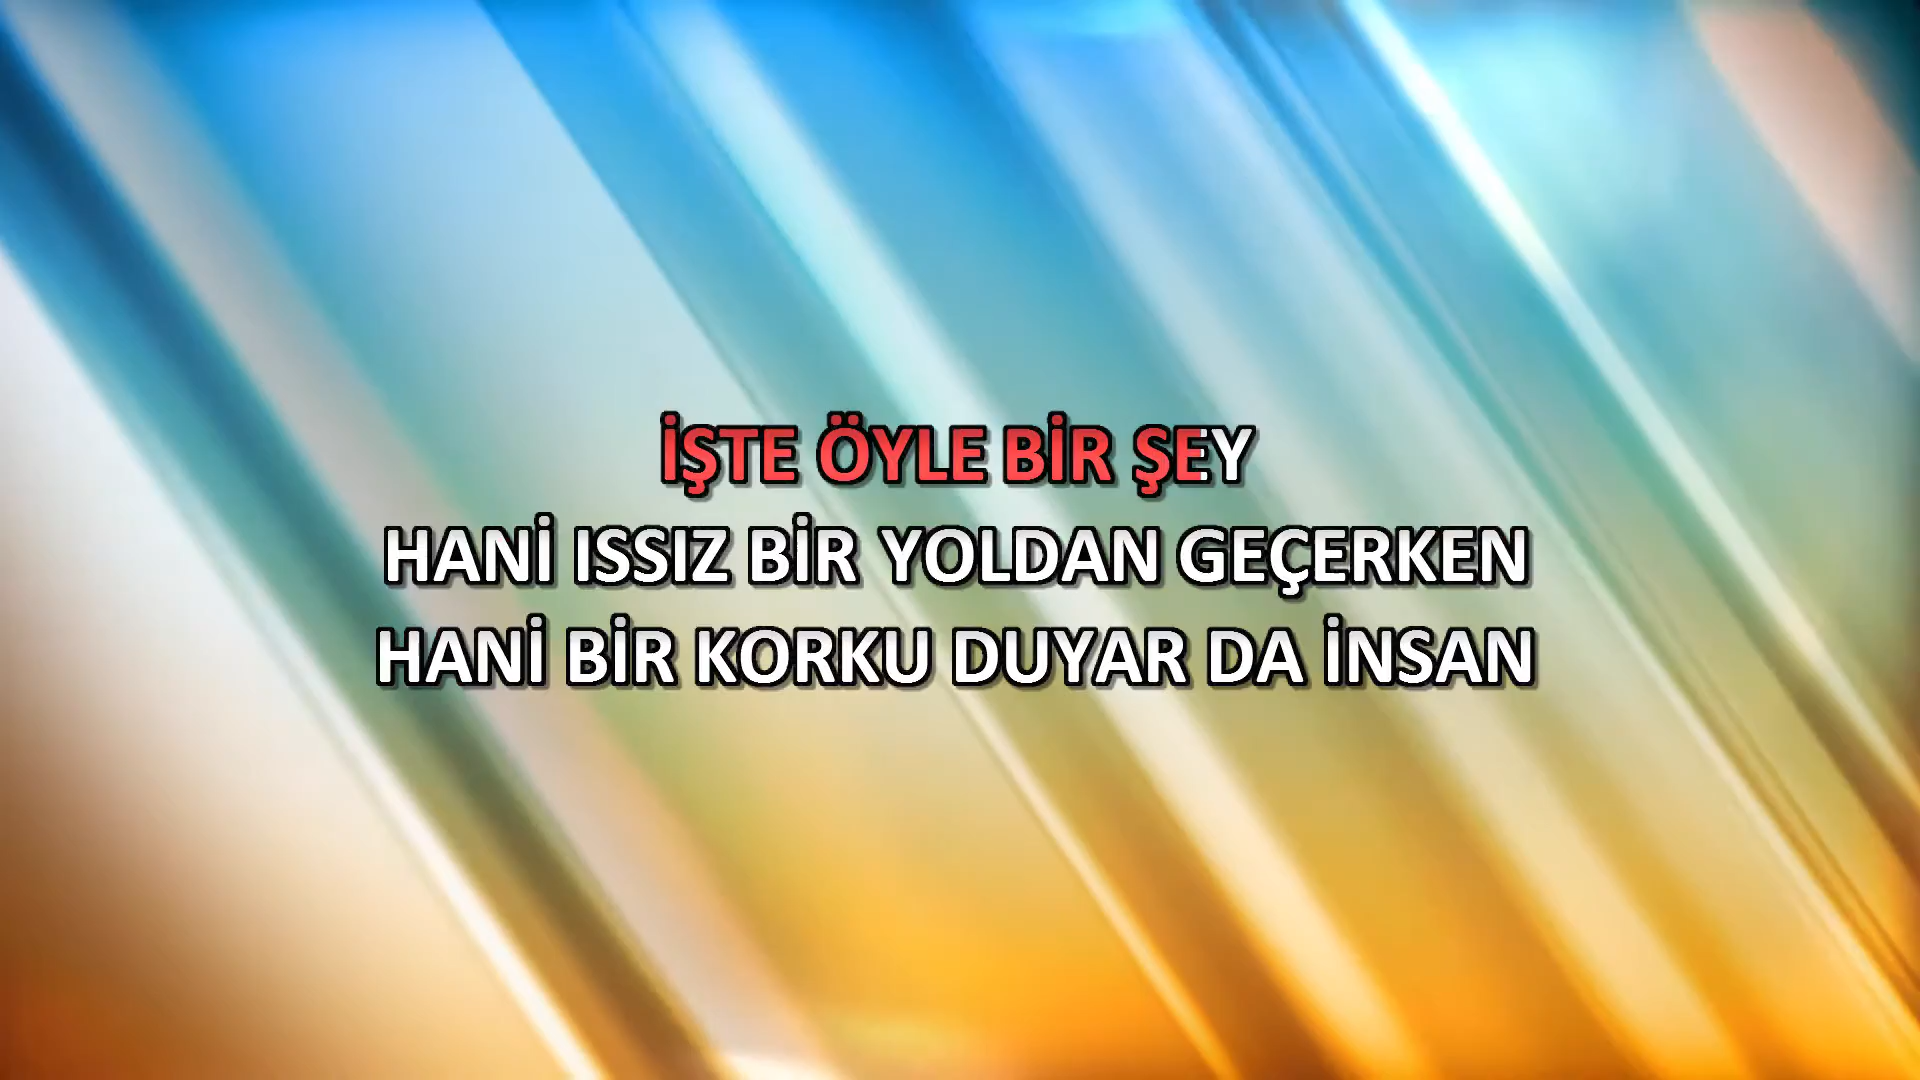 İŞTE ÖYLE BİR ŞEY
HANİ ISSIZ BİR YOLDAN GEÇERKEN
HANİ BİR KORKU DUYAR DA İNSAN